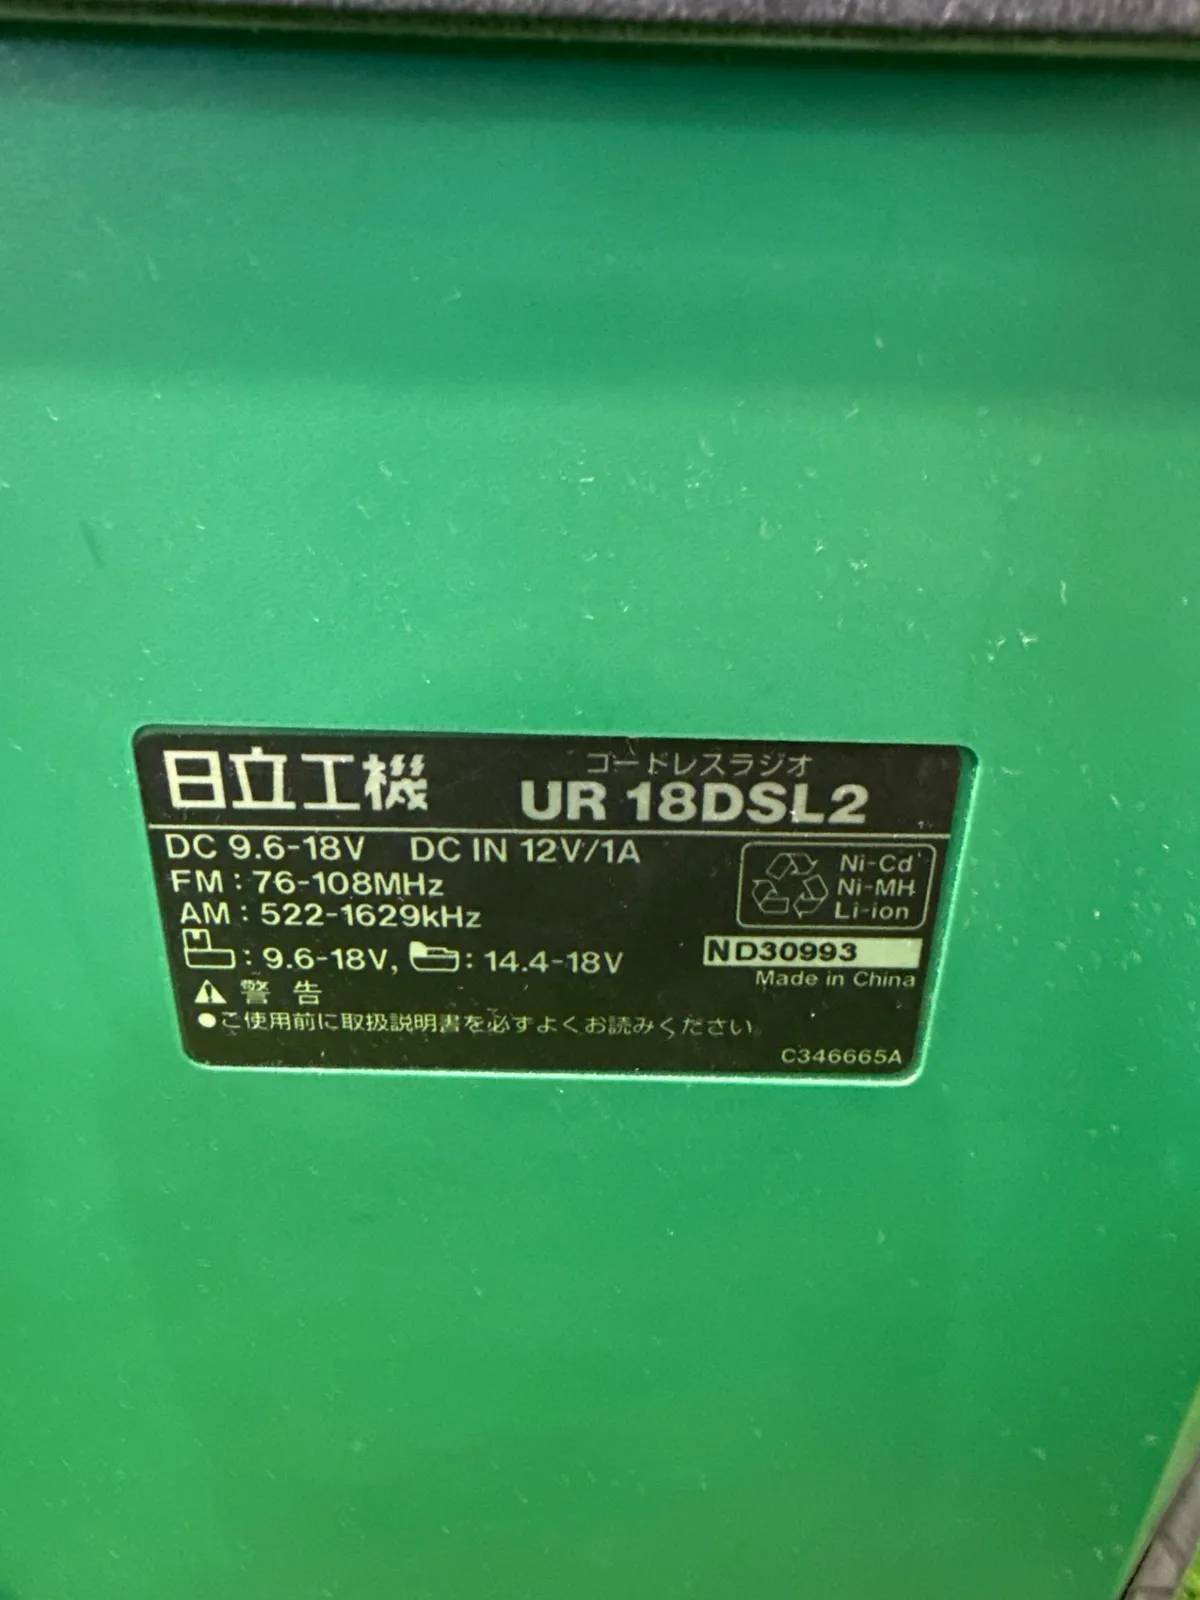 日立工機
コードレスラジオ
UR 18DSL2
DC 9.6-18V DC IN 12V/1A
FM : 76-108MHz
AM : 522-1629kHz
: 9.6-18V, : 14.4-18V
Ni-Cd
Ni-MH
Li-ion
ND30993
Made in China
警告
●ご使用前に取扱説明書を必ずよくお読みください。
C346665A